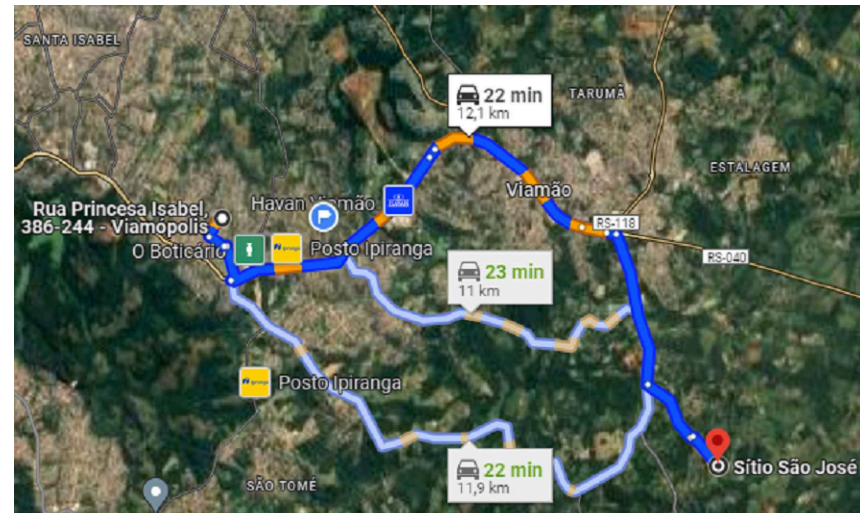 SANTA ISABEL
22 min
12,1 km
TARUMÃ
ESTALAGEM
Viamão
Havan Viamão
Rua Princesa Isabel,
386-244 - Viamópolis
RS-118
O Boticário
Posto Ipiranga
RS-040
23 min
11 km
Posto Ipiranga
22 min
11,9 km
Sítio São José
SÃO TOMÉ